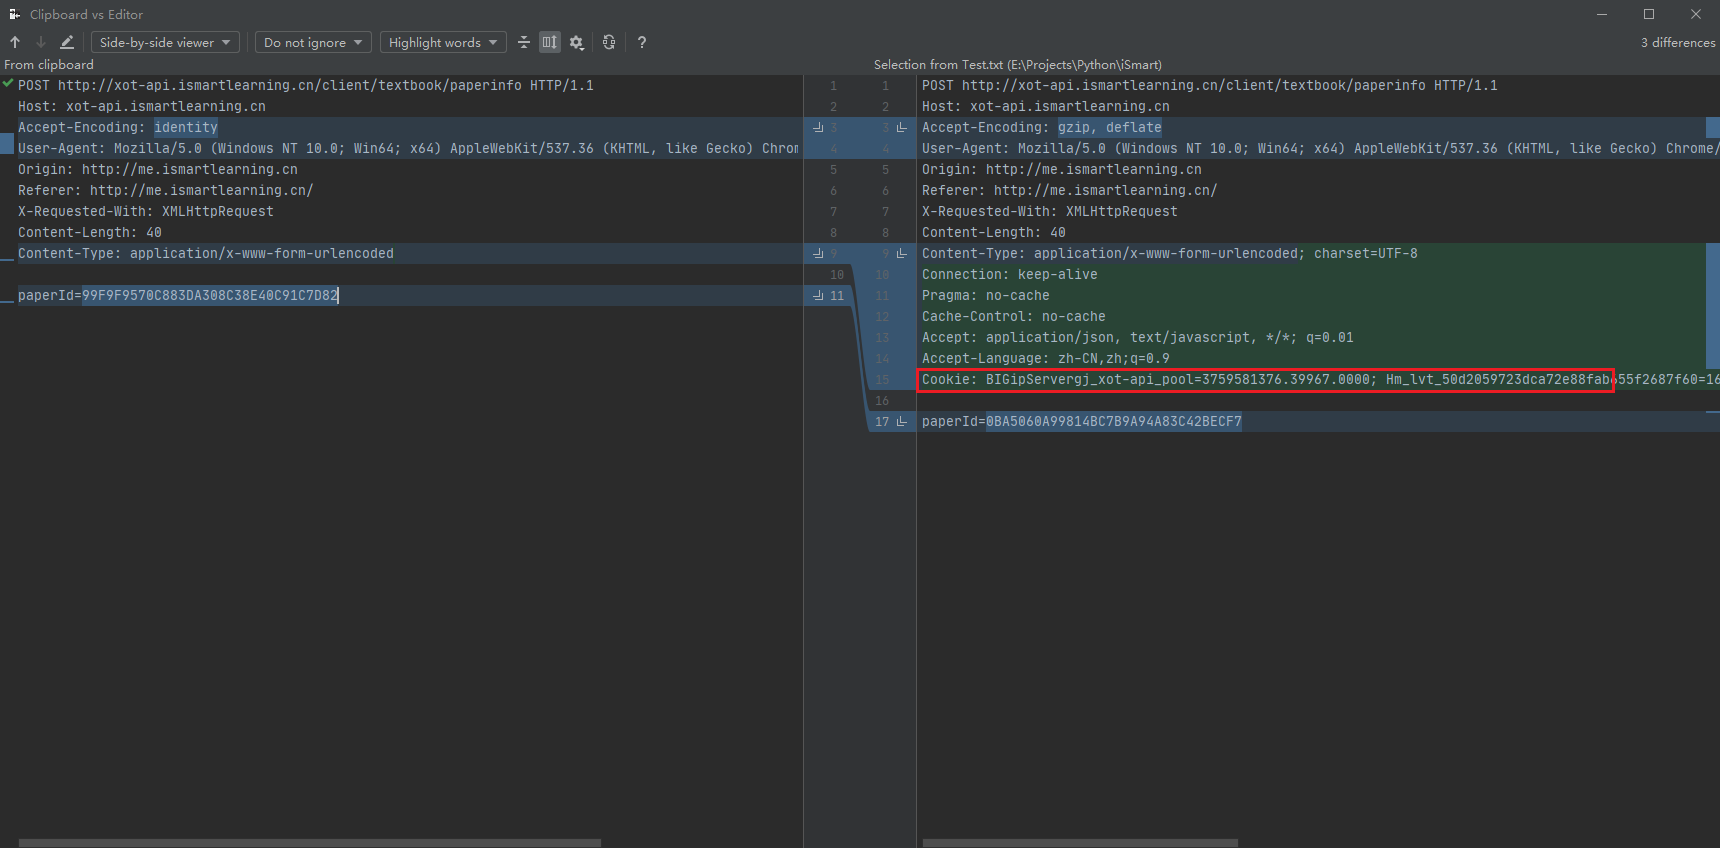 Clipboard vs Editor
Side-by-side viewer Do not ignore Highlight words ? 3 differences
From clipboard
POST http://xot-api.ismartlearning.cn/client/textbook/paperinfo HTTP/1.1
Host: xot-api.ismartlearning.cn
Accept-Encoding: identity
User-Agent: Mozilla/5.0 (Windows NT 10.0; Win64; x64) AppleWebKit/537.36 (KHTML, like Gecko) Chrom
Origin: http://me.ismartlearning.cn
Referer: http://me.ismartlearning.cn/
X-Requested-With: XMLHttpRequest
Content-Length: 40
Content-Type: application/x-www-form-urlencoded
paperId=99F9F9570C883DA308C38E40C91C7D82
1
2
3
4
5
6
7
8
9
10
11
Selection from Test.txt (E:\Projects\Python\iSmart)
1 POST http://xot-api.ismartlearning.cn/client/textbook/paperinfo HTTP/1.1
2 Host: xot-api.ismartlearning.cn
3 Accept-Encoding: gzip, deflate
4 User-Agent: Mozilla/5.0 (Windows NT 10.0; Win64; x64) AppleWebKit/537.36 (KHTML, like Gecko) Chrome/
5 Origin: http://me.ismartlearning.cn
6 Referer: http://me.ismartlearning.cn/
7 X-Requested-With: XMLHttpRequest
8 Content-Length: 40
9 Content-Type: application/x-www-form-urlencoded; charset=UTF-8
10 Connection: keep-alive
11 Pragma: no-cache
12 Cache-Control: no-cache
13 Accept: application/json, text/javascript, */*; q=0.01
14 Accept-Language: zh-CN,zh;q=0.9
15 Cookie: BIGipServergj_xot-api_pool=3759581376.39967.0000; Hm_lvt_50d2059723dca72e88fab655f2687f60=16
16
17 paperId=0BA5060A99814BC7B9A94A83C42BECF7